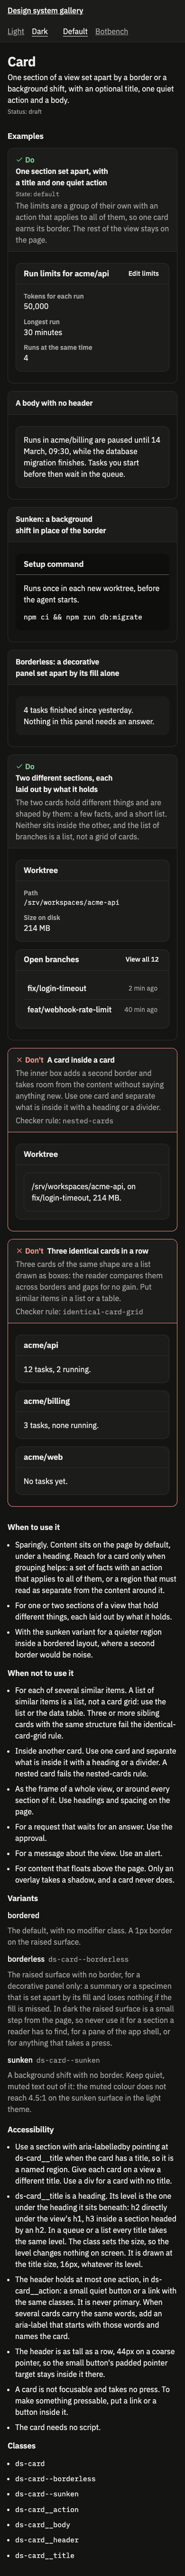 Design system gallery
Light Dark Default Botbench
Card
One section of a view set apart by a border or a
background shift, with an optional title, one quiet
action and a body.
Status: draft
Examples
Do
One section set apart, with
a title and one quiet action
State: default
The limits are a group of their own with an
action that applies to all of them, so one card
earns its border. The rest of the view stays on
the page.
Run limits for acme/api Edit limits
Tokens for each run
50,000
Longest run
30 minutes
Runs at the same time
4
A body with no header
Runs in acme/billing are paused until 14
March, 09:30, while the database
migration finishes. Tasks you start
before then wait in the queue.
Sunken: a background
shift in place of the border
Setup command
Runs once in each new worktree, before
the agent starts.
npm ci && npm run db:migrate
Borderless: a decorative
panel set apart by its fill alone
4 tasks finished since yesterday.
Nothing in this panel needs an answer.
Do
Two different sections, each
laid out by what it holds
The two cards hold different things and are
shaped by them: a few facts, and a short list.
Neither sits inside the other, and the list of
branches is a list, not a grid of cards.
Worktree
Path
/srv/workspaces/acme-api
Size on disk
214 MB
Open branches View all 12
fix/login-timeout 2 min ago
feat/webhook-rate-limit 40 min ago
Don't A card inside a card
The inner box adds a second border and
takes room from the content without saying
anything new. Use one card and separate
what is inside it with a heading or a divider.
Checker rule: nested-cards
Worktree
/srv/workspaces/acme-api, on
fix/login-timeout, 214 MB.
Don't Three identical cards in a row
Three cards of the same shape are a list
drawn as boxes: the reader compares them
across borders and gaps for no gain. Put
similar items in a list or a table.
Checker rule: identical-card-grid
acme/api
12 tasks, 2 running.
acme/billing
3 tasks, none running.
acme/web
No tasks yet.
When to use it
• Sparingly. Content sits on the page by default,
under a heading. Reach for a card only when
grouping helps: a set of facts with an action
that applies to all of them, or a region that must
read as separate from the content around it.
• For one or two sections of a view that hold
different things, each laid out by what it holds.
• With the sunken variant for a quieter region
inside a bordered layout, where a second
border would be noise.
When not to use it
• For each of several similar items. A list of
similar items is a list, not a card grid: use the
list or the data table. Three or more sibling
cards with the same structure fail the identical-
card-grid rule.
• Inside another card. Use one card and separate
what is inside it with a heading or a divider. A
nested card fails the nested-cards rule.
• As the frame of a whole view, or around every
section of it. Use headings and spacing on the
page.
• For a request that waits for an answer. Use the
approval.
• For a message about the view. Use an alert.
• For content that floats above the page. Only an
overlay takes a shadow, and a card never does.
Variants
bordered
The default, with no modifier class. A 1px border
on the raised surface.
borderless ds-card--borderless
The raised surface with no border, for a
decorative panel only: a summary or a specimen
that is set apart by its fill and loses nothing if the
fill is missed. In dark the raised surface is a small
step from the page, so never use it for a section a
reader has to find, for a pane of the app shell, or
for anything that takes a press.
sunken ds-card--sunken
A background shift with no border. Keep quiet,
muted text out of it: the muted colour does not
reach 4.5:1 on the sunken surface in the light
theme.
Accessibility
• Use a section with aria-labelledby pointing at
ds-card__title when the card has a title, so it is
a named region. Give each card on a view a
different title. Use a div for a card with no title.
• ds-card__title is a heading. Its level is the one
under the heading it sits beneath: h2 directly
under the view's h1, h3 inside a section headed
by an h2. In a queue or a list every title takes
the same level. The class sets the size, so the
level changes nothing on screen. It is drawn at
the title size, 16px, whatever its level.
• The header holds at most one action, in ds-
card__action: a small quiet button or a link with
the same classes. It is never primary. When
several cards carry the same words, add an
aria-label that starts with those words and
names the card.
• The header is as tall as a row, 44px on a coarse
pointer, so the small button's padded pointer
target stays inside it there.
• A card is not focusable and takes no press. To
make something pressable, put a link or a
button inside it.
• The card needs no script.
Classes
• ds-card
• ds-card--borderless
• ds-card--sunken
• ds-card__action
• ds-card__body
• ds-card__header
• ds-card__title